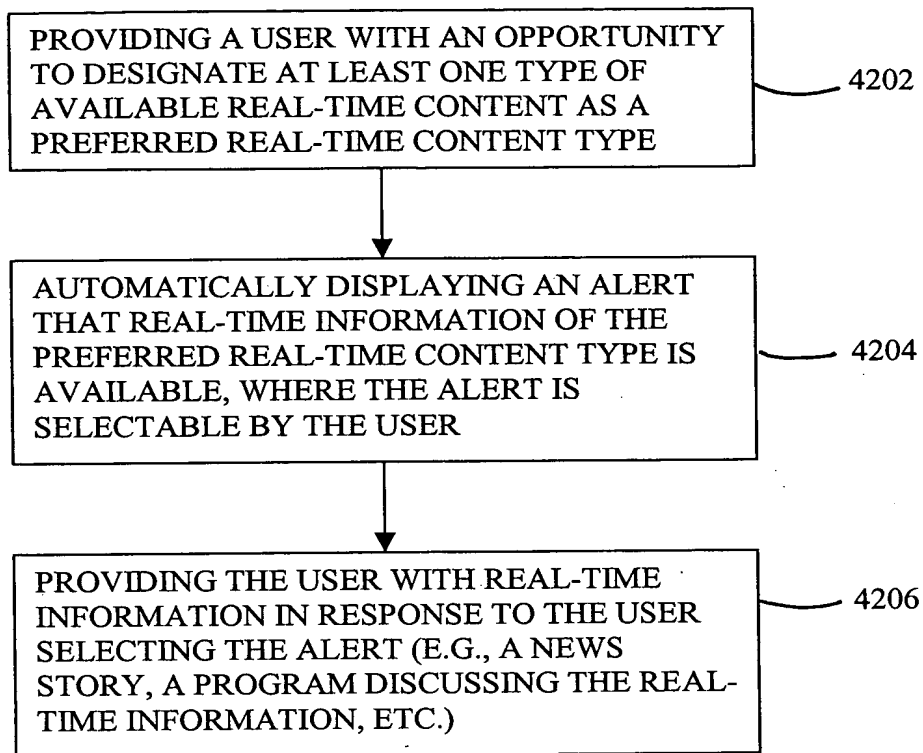 PROVIDING A USER WITH AN OPPORTUNITY
TO DESIGNATE AT LEAST ONE TYPE OF
AVAILABLE REAL-TIME CONTENT AS A
PREFERRED REAL-TIME CONTENT TYPE
4202
AUTOMATICALLY DISPLAYING AN ALERT
THAT REAL-TIME INFORMATION OF THE
PREFERRED REAL-TIME CONTENT TYPE IS
AVAILABLE, WHERE THE ALERT IS
SELECTABLE BY THE USER
4204
PROVIDING THE USER WITH REAL-TIME
INFORMATION IN RESPONSE TO THE USER
SELECTING THE ALERT (E.G., A NEWS
STORY, A PROGRAM DISCUSSING THE REAL-
TIME INFORMATION, ETC.)
4206